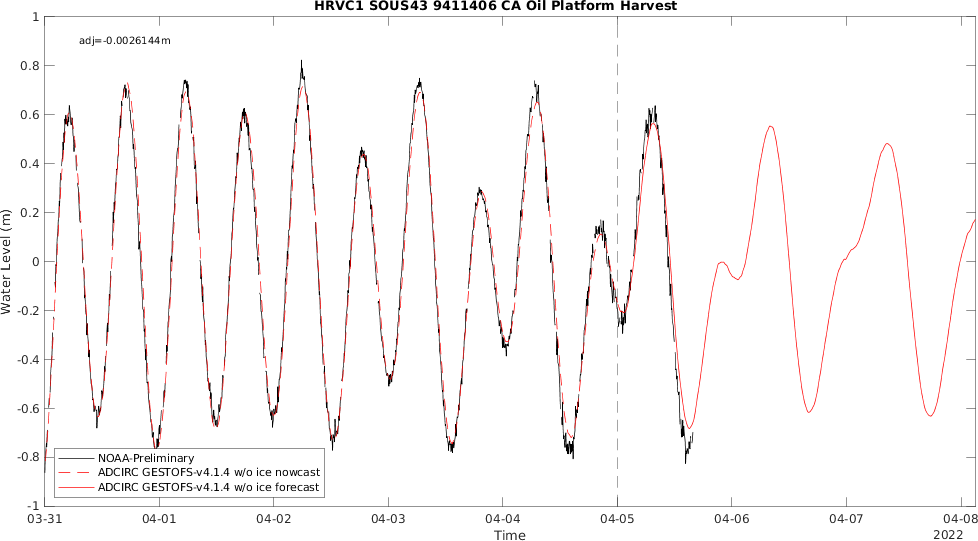 HRVC1 SOUS43 9411406 CA Oil Platform Harvest
adj=-0.0026144m
1
0.8
0.6
0.4
0.2
0
-0.2
-0.4
-0.6
-0.8
-1
Water Level (m)
NOAA-Preliminary
ADCIRC GESTOFS-v4.1.4 w/o ice nowcast
ADCIRC GESTOFS-v4.1.4 w/o ice forecast
03-31 04-01 04-02 04-03 04-04 04-05 04-06 04-07 04-08
Time
2022